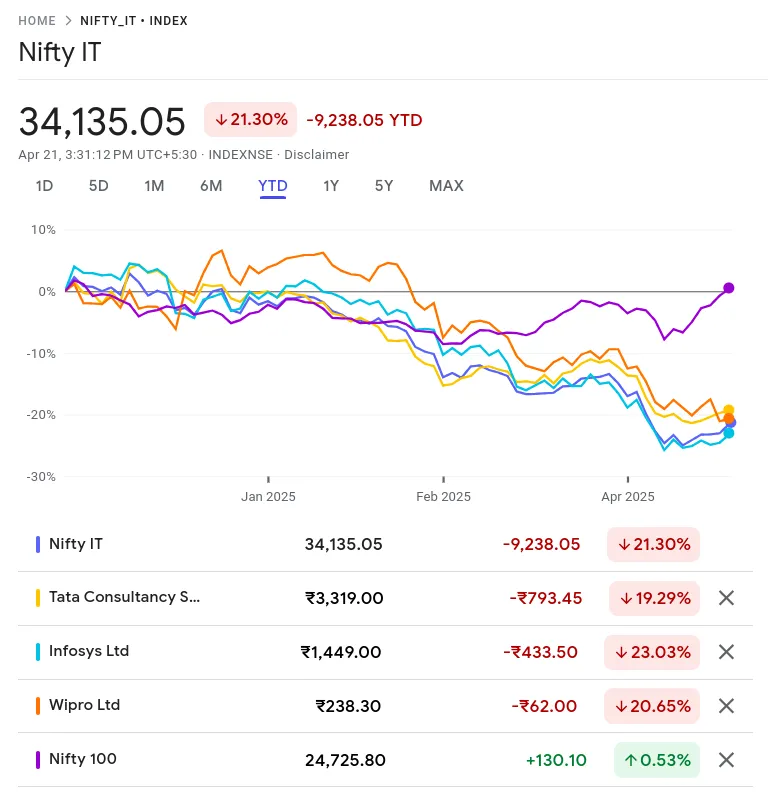 HOME > NIFTY_IT • INDEX
Nifty IT
34,135.05 ↓21.30% -9,238.05 YTD
Apr 21, 3:31:12 PM UTC+5:30 · INDEXNSE · Disclaimer
1D 5D 1M 6M YTD 1Y 5Y MAX
10%
0%
-10%
-20%
-30%
Jan 2025 Feb 2025 Apr 2025
Nifty IT 34,135.05 -9,238.05 ↓21.30%
Tata Consultancy S... ₹3,319.00 -₹793.45 ↓19.29%
Infosys Ltd ₹1,449.00 -₹433.50 ↓23.03%
Wipro Ltd ₹238.30 -₹62.00 ↓20.65%
Nifty 100 24,725.80 +130.10 ↑0.53%